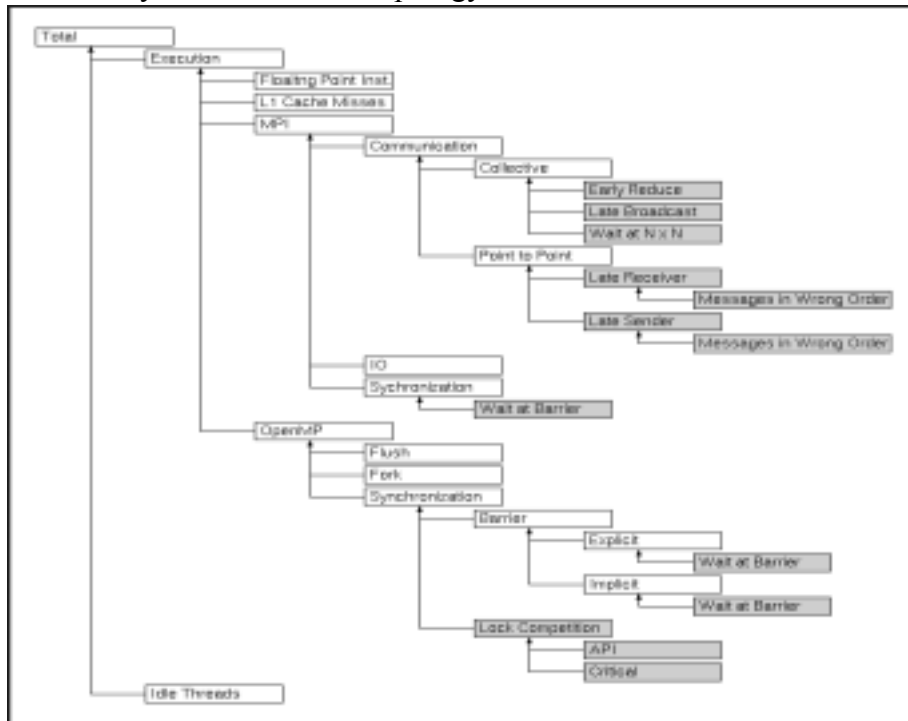 Total
Execution
Floating Point Inst.
L1 Cache Misses
MPI
Communication
Collective
Early Reduce
Late Broadcast
Wait at N x N
Point to Point
Late Receiver
Messages in Wrong Order
Late Sender
Messages in Wrong Order
IO
Sychronization
Wait at Barrier
OpenMP
Flush
Fork
Synchronization
Barrier
Explicit
Wait at Barrier
Implicit
Wait at Barrier
Lock Competition
API
Critical
Idle Threads